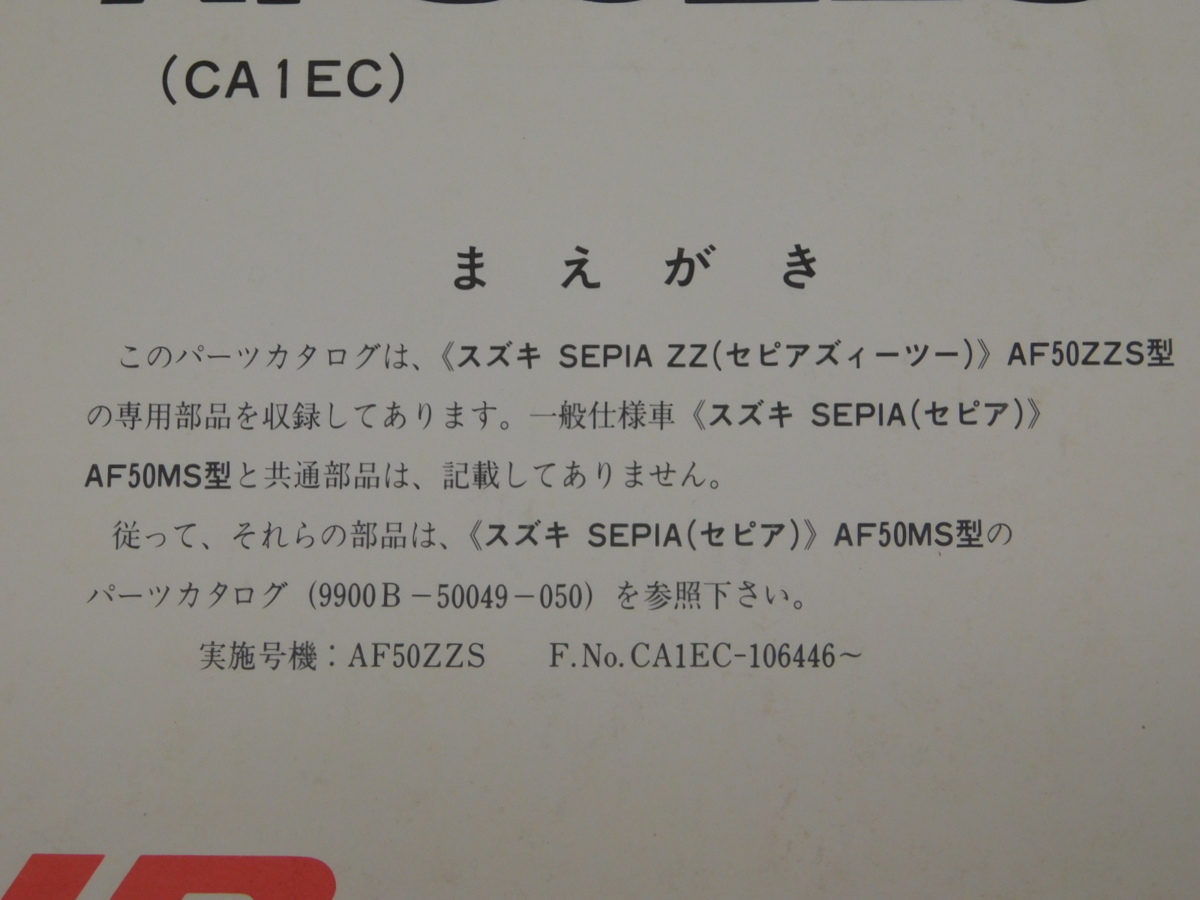 (CA1EC)
まえがき
このパーツカタログは、《スズキ SEPIA ZZ(セピアズィーツー)》AF50ZZS型
の専用部品を収録してあります。一般仕様車《スズキ SEPIA(セピア)》
AF50MS型と共通部品は、記載してありません。
従って、それらの部品は、《スズキ SEPIA(セピア)》AF50MS型の
パーツカタログ（9900B－50049－050）を参照下さい。
実施号機：AF50ZZS　F.No.CA1EC-106446～